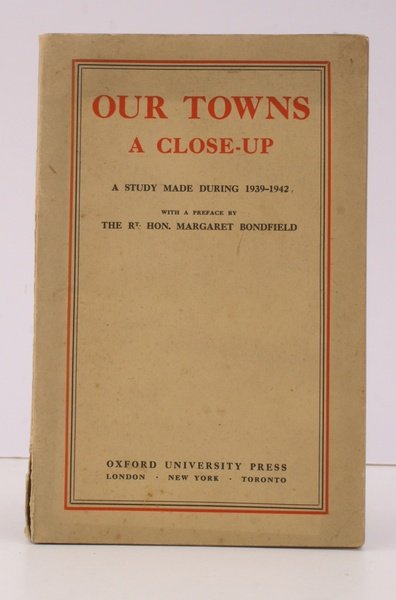 OUR TOWNS
A CLOSE-UP
A STUDY MADE DURING 1939-1942
WITH A PREFACE BY
THE RT. HON. MARGARET BONDFIELD
OXFORD UNIVERSITY PRESS
LONDON · NEW YORK · TORONTO